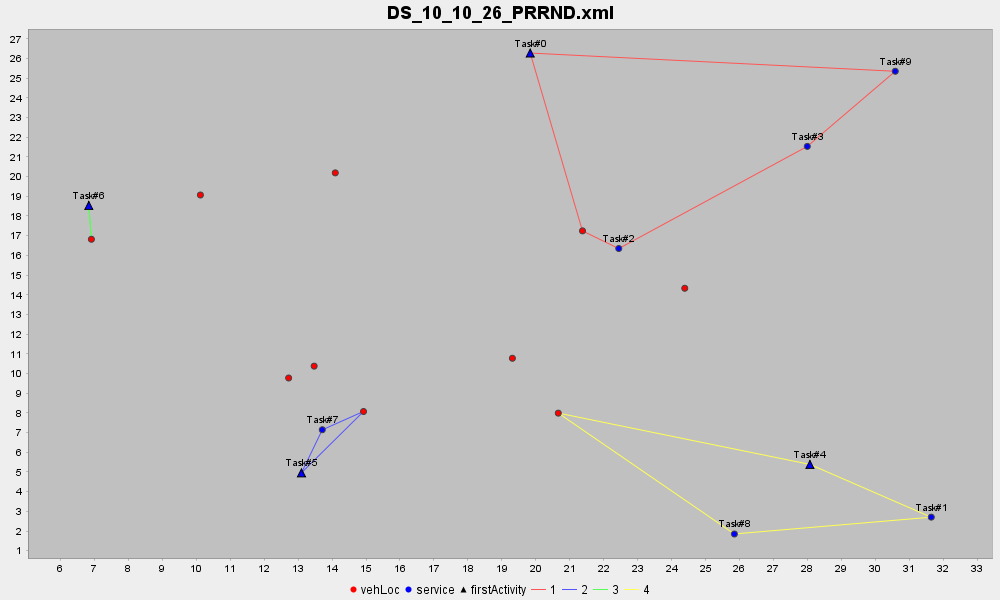 DS_10_10_26_PRRND.xml
27
26
25
24
23
22
21
20
19
18
17
16
15
14
13
12
11
10
9
8
7
6
5
4
3
2
1
Task#0
Task#9
Task#3
Task#6
Task#2
Task#7
Task#5
Task#4
Task#1
Task#8
6 7 8 9 10 11 12 13 14 15 16 17 18 19 20 21 22 23 24 25 26 27 28 29 30 31 32 33
vehLoc service firstActivity 1 2 3 4